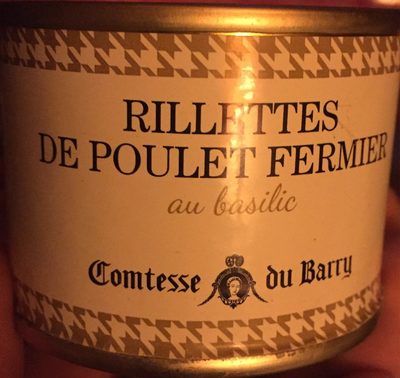 RILLETTES
DE POULET FERMIER
au basilic
Comtesse du Barry